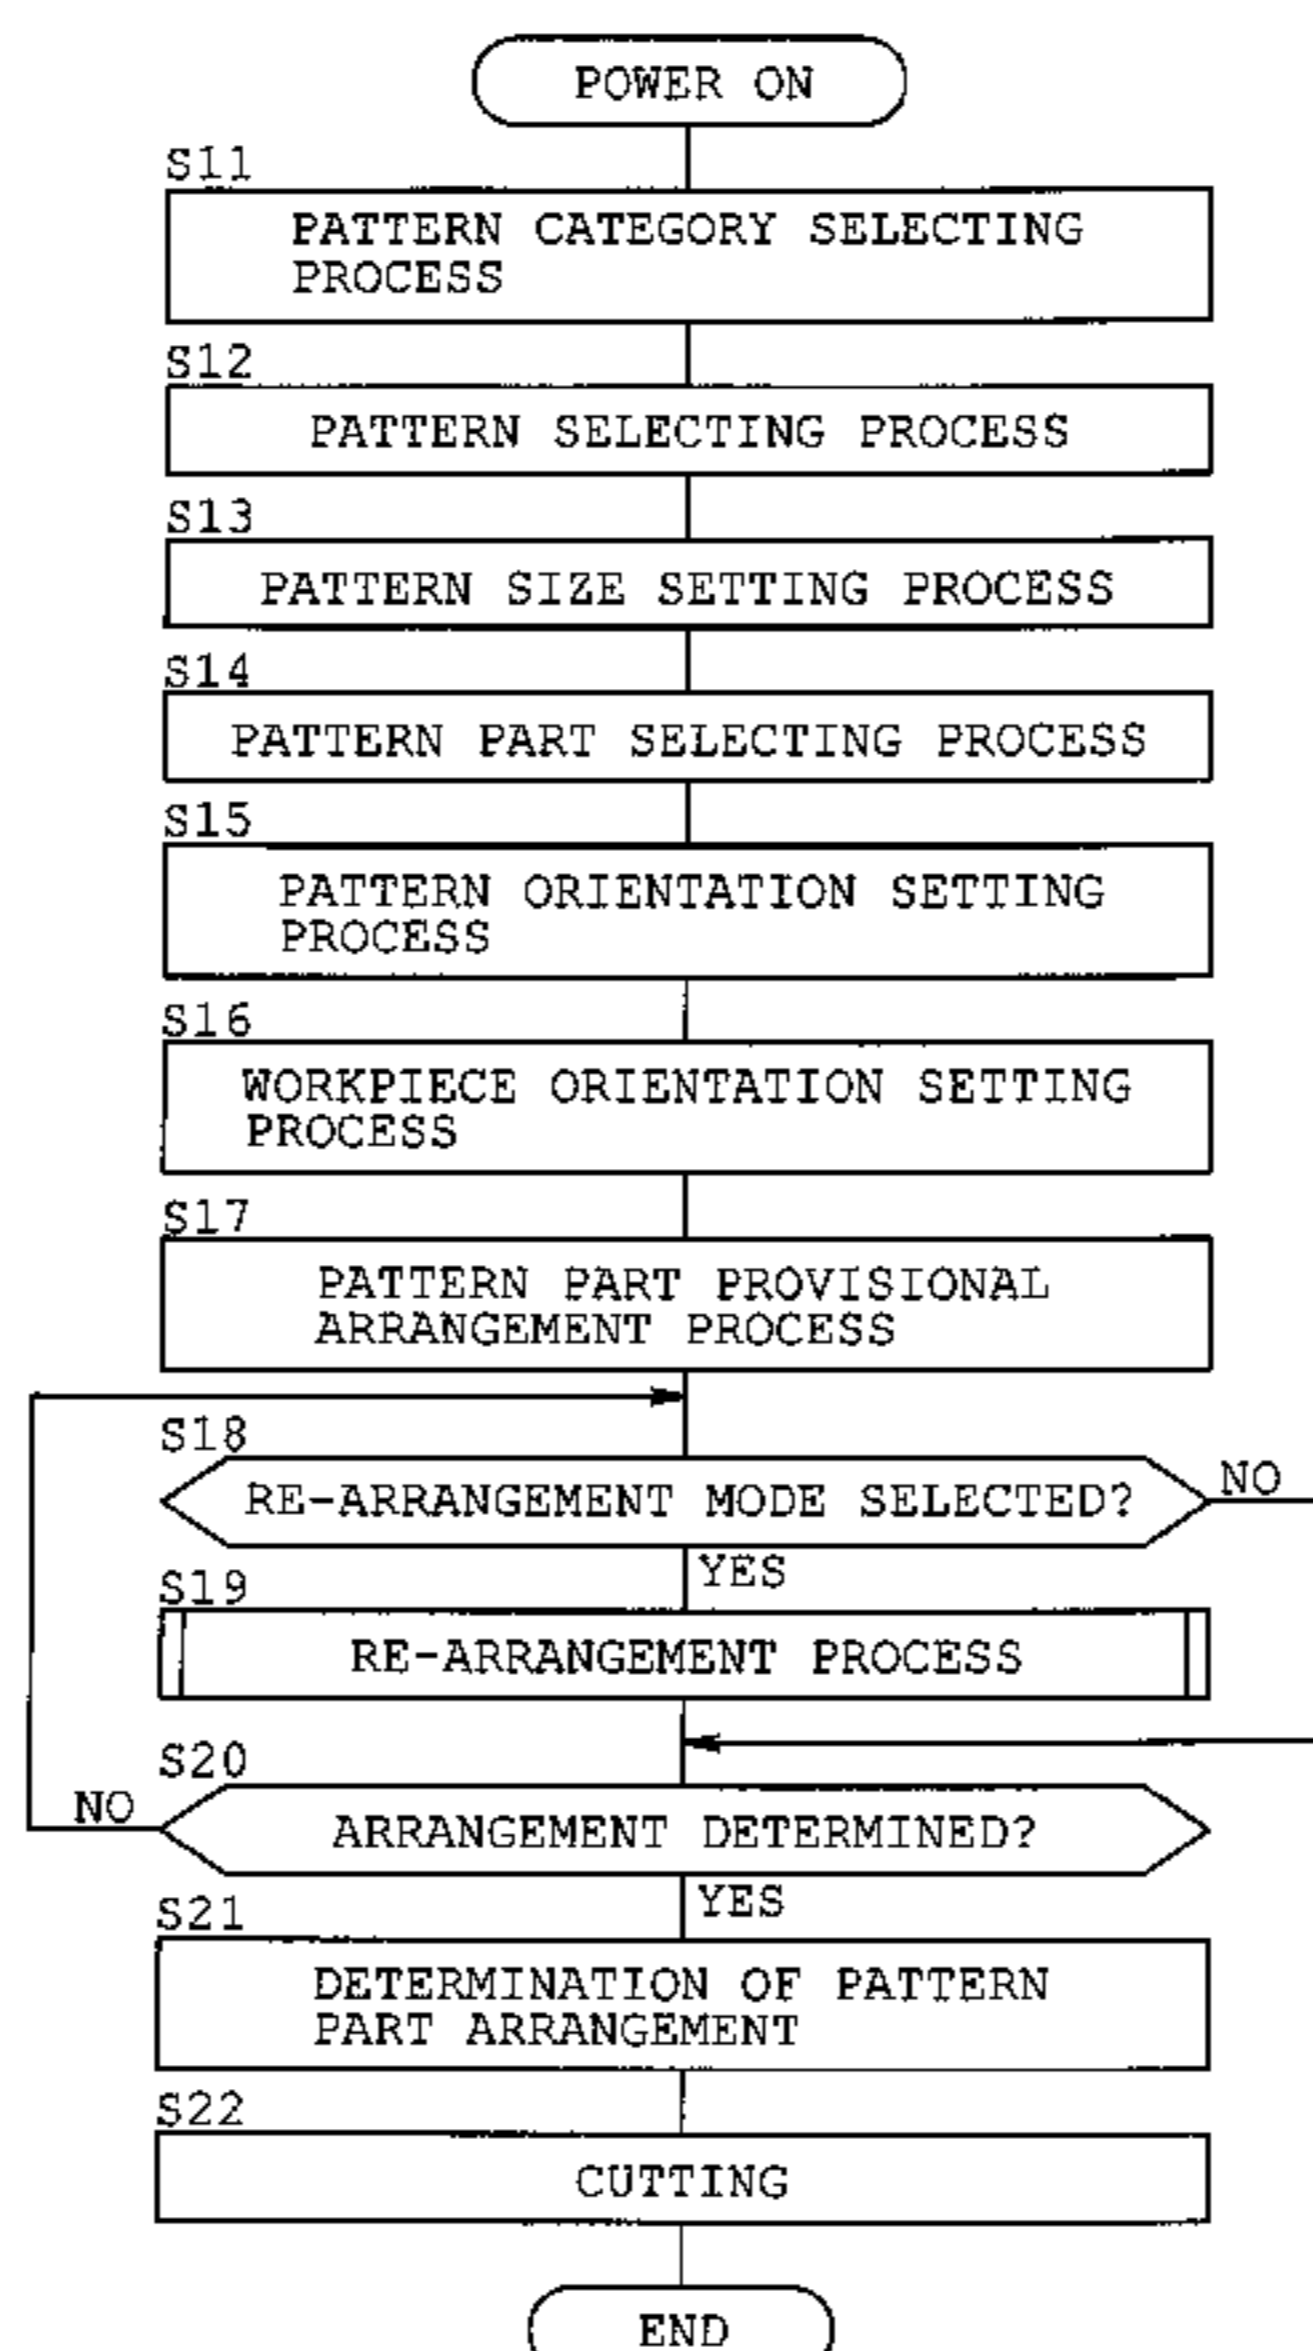 POWER ON
S11
PATTERN CATEGORY SELECTING
PROCESS
S12
PATTERN SELECTING PROCESS
S13
PATTERN SIZE SETTING PROCESS
S14
PATTERN PART SELECTING PROCESS
S15
PATTERN ORIENTATION SETTING
PROCESS
S16
WORKPIECE ORIENTATION SETTING
PROCESS
S17
PATTERN PART PROVISIONAL
ARRANGEMENT PROCESS
S18
RE-ARRANGEMENT MODE SELECTED?
NO
YES
S19
RE-ARRANGEMENT PROCESS
S20
NO
ARRANGEMENT DETERMINED?
YES
S21
DETERMINATION OF PATTERN
PART ARRANGEMENT
S22
CUTTING
END